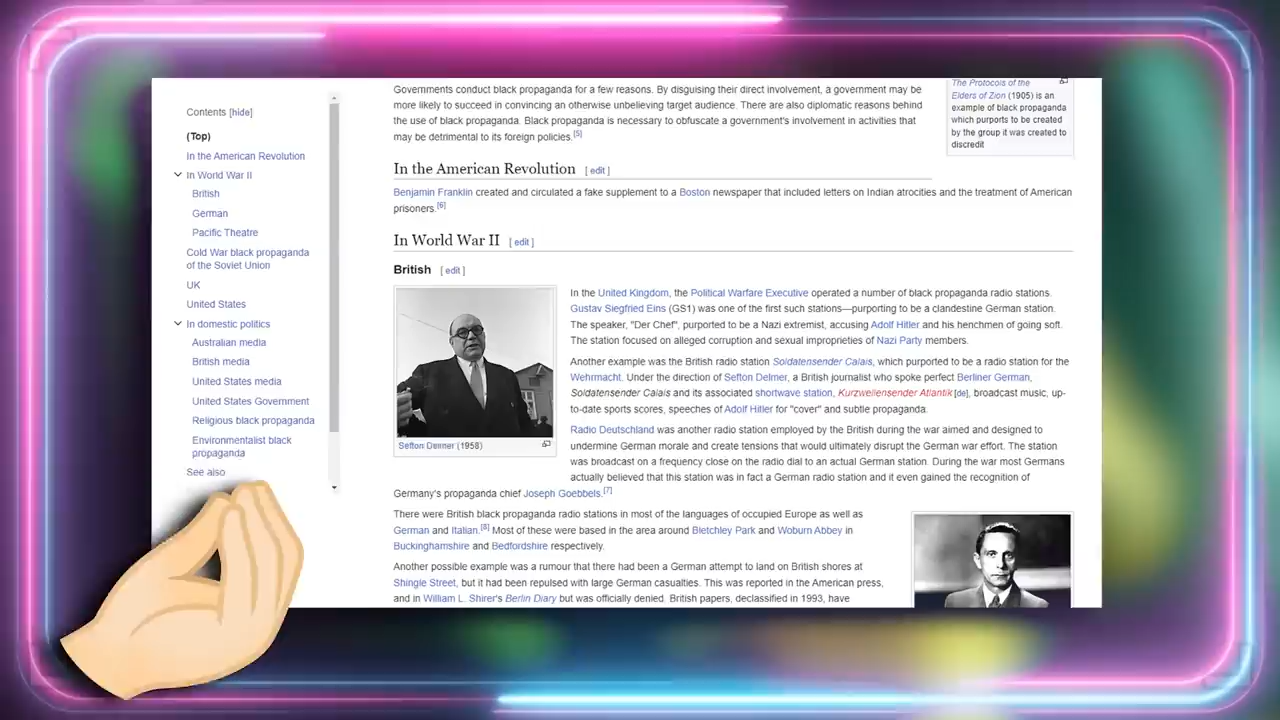 Contents [hide]
(Top)
In the American Revolution
In World War II
British
German
Pacific Theatre
Cold War black propaganda
of the Soviet Union
UK
United States
In domestic politics
Australian media
British media
United States media
United States Government
Religious black propaganda
Environmentalist black
propaganda
See also
Governments conduct black propaganda for a few reasons. By disguising their direct involvement, a government may be
more likely to succeed in convincing an otherwise unbelieving target audience. There are also diplomatic reasons behind
the use of black propaganda. Black propaganda is necessary to obfuscate a government's involvement in activities that
may be detrimental to its foreign policies.[5]
The Protocols of the
Elders of Zion (1905) is an
example of black propaganda
which purports to be created
by the group it was created to
discredit
In the American Revolution [ edit ]
Benjamin Franklin created and circulated a fake supplement to a Boston newspaper that included letters on Indian atrocities and the treatment of American
prisoners.[6]
In World War II [ edit ]
British [ edit ]
Sefton Delmer (1958)
In the United Kingdom, the Political Warfare Executive operated a number of black propaganda radio stations.
Gustav Siegfried Eins (GS1) was one of the first such stations—purporting to be a clandestine German station.
The speaker, "Der Chef", purported to be a Nazi extremist, accusing Adolf Hitler and his henchmen of going soft.
The station focused on alleged corruption and sexual improprieties of Nazi Party members.
Another example was the British radio station Soldatensender Calais, which purported to be a radio station for the
Wehrmacht. Under the direction of Sefton Delmer, a British journalist who spoke perfect Berliner German,
Soldatensender Calais and its associated shortwave station, Kurzwellensender Atlantik [de], broadcast music, up-
to-date sports scores, speeches of Adolf Hitler for "cover" and subtle propaganda.
Radio Deutschland was another radio station employed by the British during the war aimed and designed to
undermine German morale and create tensions that would ultimately disrupt the German war effort. The station
was broadcast on a frequency close on the radio dial to an actual German station. During the war most Germans
actually believed that this station was in fact a German radio station and it even gained the recognition of
Germany's propaganda chief Joseph Goebbels.[7]
There were British black propaganda radio stations in most of the languages of occupied Europe as well as
German and Italian.[8] Most of these were based in the area around Bletchley Park and Woburn Abbey in
Buckinghamshire and Bedfordshire respectively.
Another possible example was a rumour that there had been a German attempt to land on British shores at
Shingle Street, but it had been repulsed with large German casualties. This was reported in the American press,
and in William L. Shirer's Berlin Diary but was officially denied. British papers, declassified in 1993, have